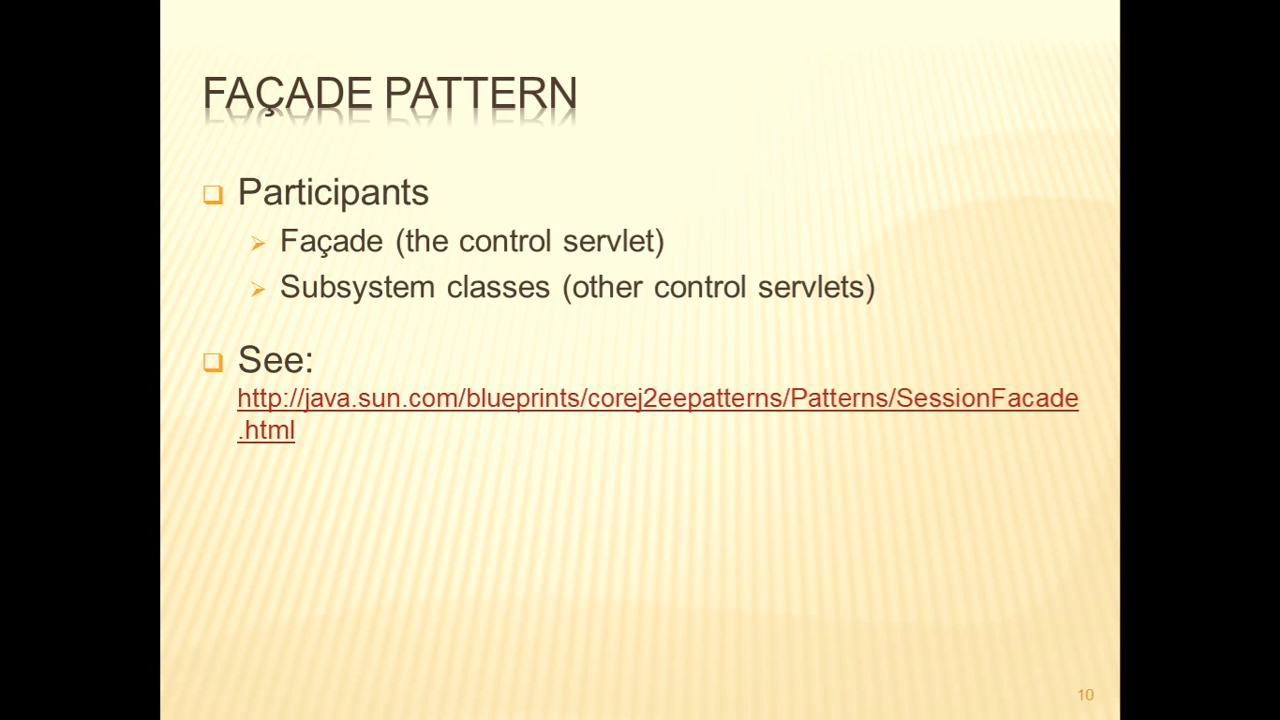 FAÇADE PATTERN
Participants
Façade (the control servlet)
Subsystem classes (other control servlets)
See:
http://java.sun.com/blueprints/corej2eepatterns/Patterns/SessionFacade
.html
10